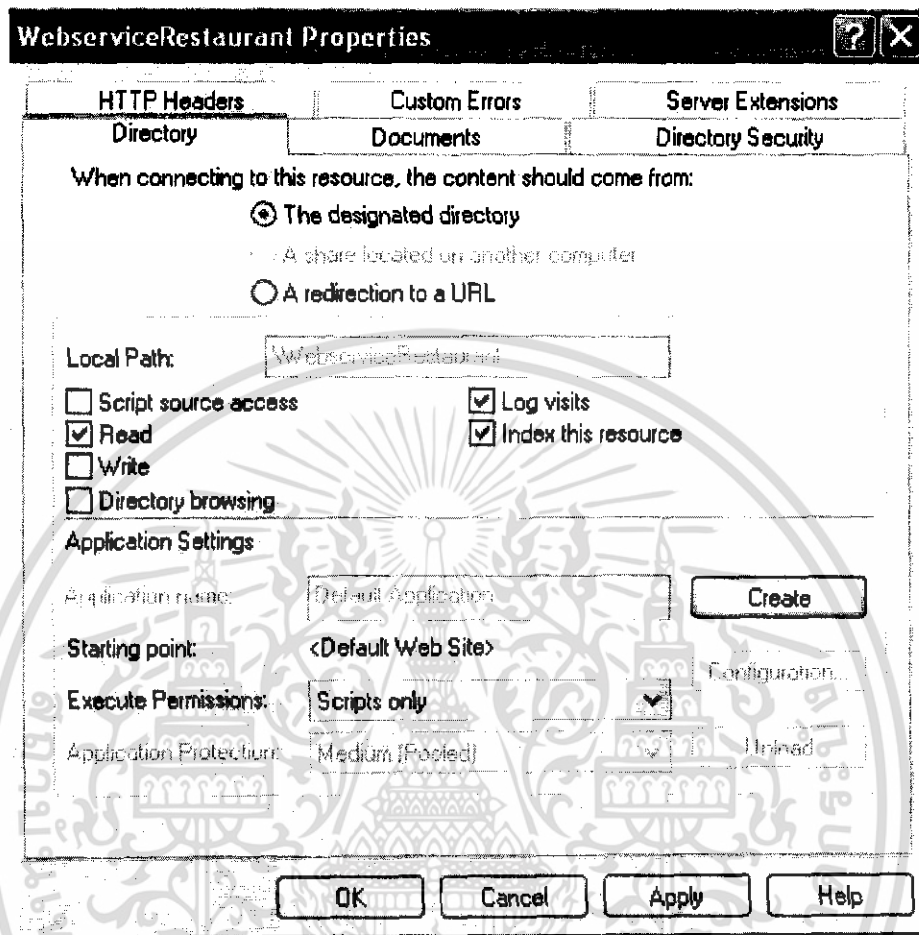 WebserviceRestaurant Properties
HTTP Headers Custom Errors Server Extensions
Directory Documents Directory Security
When connecting to this resource, the content should come from:
The designated directory
A share located on another computer
A redirection to a URL
Local Path: \WebserviceRestaurant
Script source access Log visits
Read Index this resource
Write
Directory browsing
Application Settings
Application name: Default Application Create
Starting point: <Default Web Site>
Configuration...
Execute Permissions: Scripts only
Application Protection: Medium (Pooled) Unload
OK Cancel Apply Help